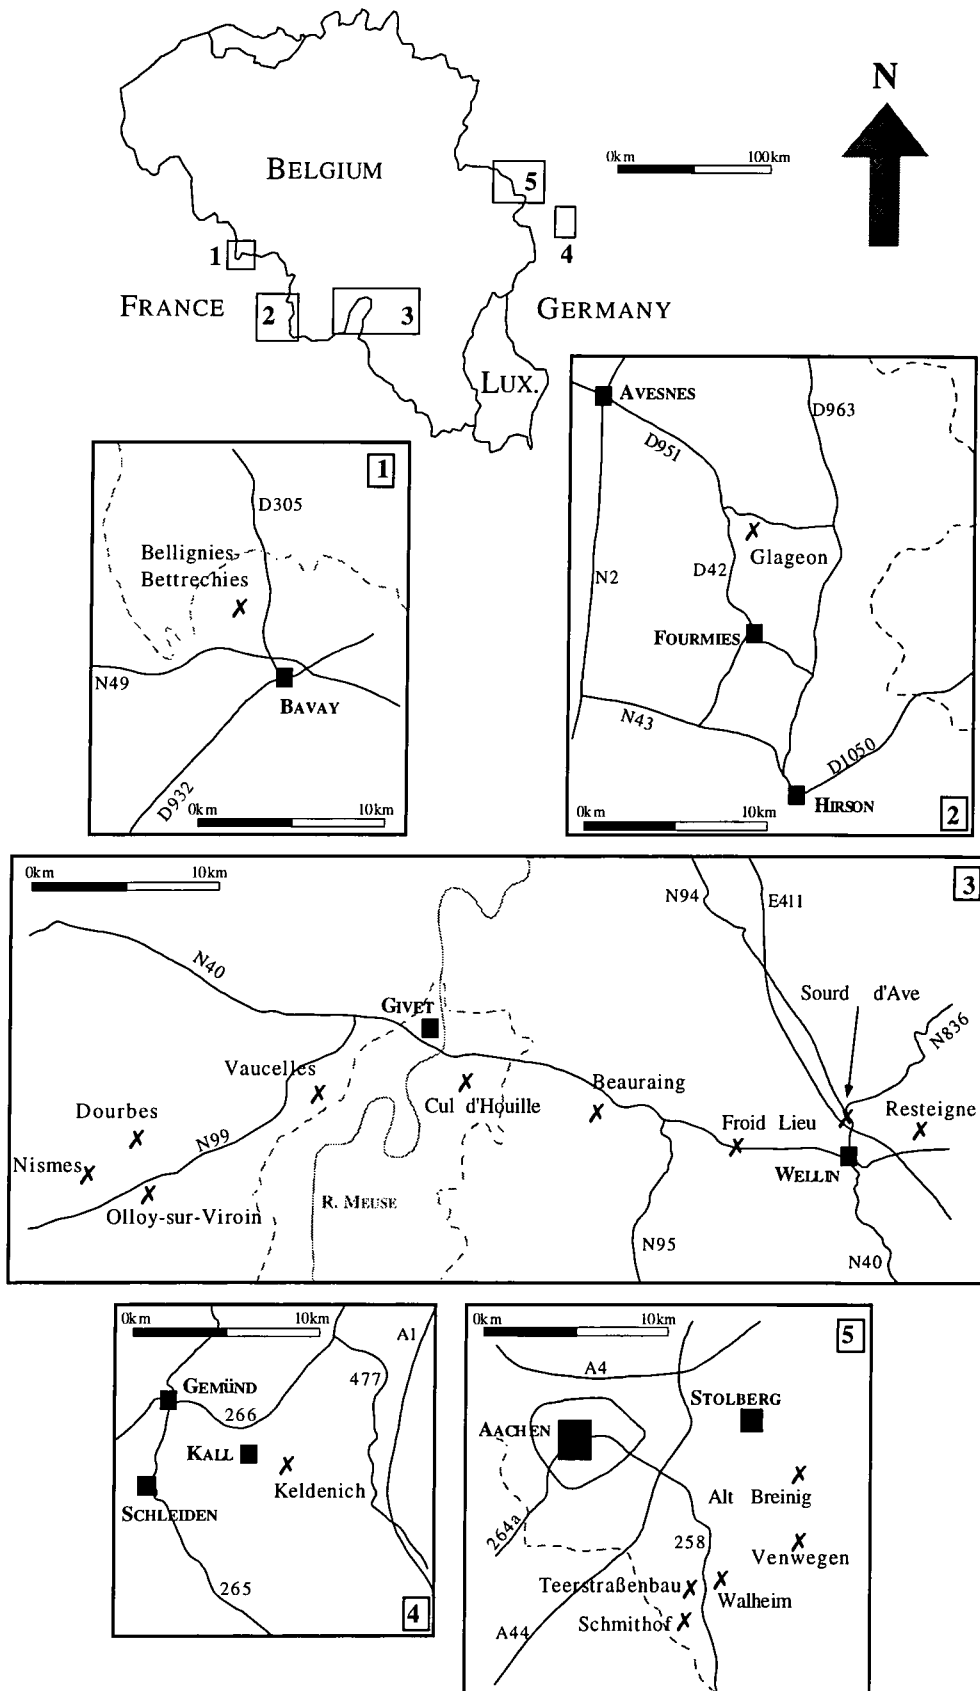 N
0km 100km
BELGIUM
5
4
1
FRANCE
2
3
GERMANY
LUX.
1
D305
Bellignies-
Bettrechies
N49
BAVAY
D932
0km 10km
AVESNES
D963
D951
Glageon
D42
N2
FOURMIES
N43
D1050
HIRSON
0km 10km
2
0km 10km
3
N94
E411
N40
Sourd d'Ave
GIVET
N836
Vaucelles
Beauraing
Cul d'Houille
Dourbes
Froid Lieu
Resteigne
N99
Nismes
WELLIN
R. MEUSE
Olloy-sur-Viroin
N95
N40
0km 10km
A1
GEMÜND
477
266
KALL
Keldenich
SCHLEIDEN
265
4
0km 10km
5
A4
STOLBERG
AACHEN
Alt Breinig
264a
258
Venwegen
Teerstraßenbau
Walheim
Schmithof
A44